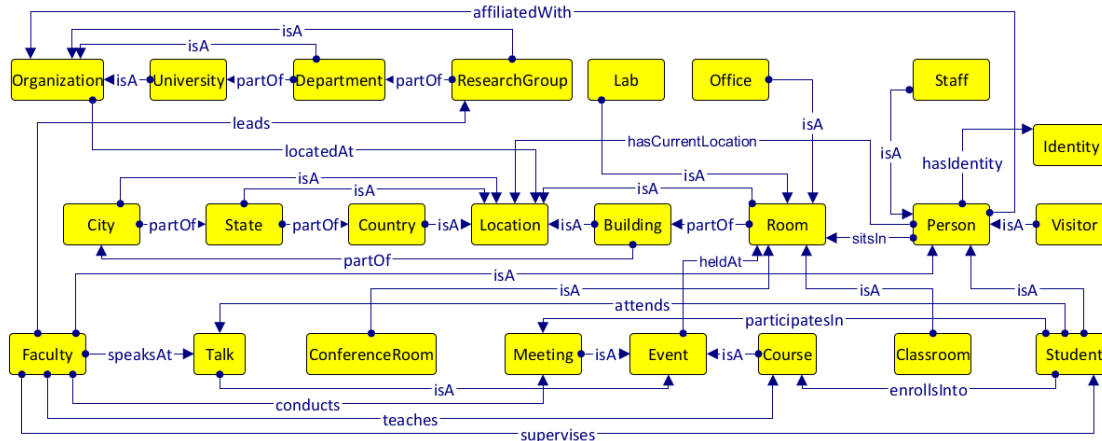 affiliatedWith
isA
isA
Organization
isA
University
partOf
Department
partOf
ResearchGroup
Lab
Office
Staff
leads
isA
hasIdentity
Identity
locatedAt
hasCurrentLocation
isA
isA
isA
isA
isA
City
partOf
State
partOf
Country
isA
Location
isA
Building
partOf
Room
sitsIn
Person
isA
Visitor
partOf
heldAt
isA
isA
isA
isA
attends
participatesIn
Faculty
speaksAt
Talk
ConferenceRoom
Meeting
isA
Event
isA
Course
Classroom
Student
isA
enrollsInto
conducts
teaches
supervises